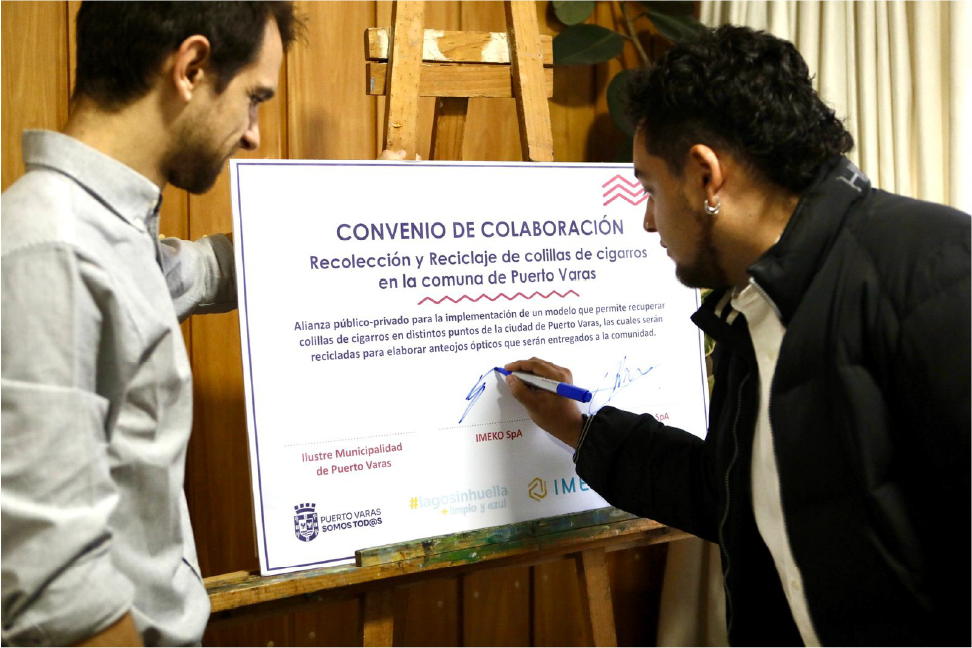 CONVENIO DE COLABORACIÓN
Recolección y Reciclaje de colillas de cigarros
en la comuna de Puerto Varas
Alianza público-privado para la implementación de un modelo que permite recuperar
colillas de cigarros en distintos puntos de la ciudad de Puerto Varas, las cuales serán
recicladas para elaborar anteojos ópticos que serán entregados a la comunidad.
Ilustre Municipalidad
de Puerto Varas
IMEKO SpA
SpA
PUERTO VARAS
SOMOS TOD@S
#lagosinhuella
+limpio y azul
IME
H